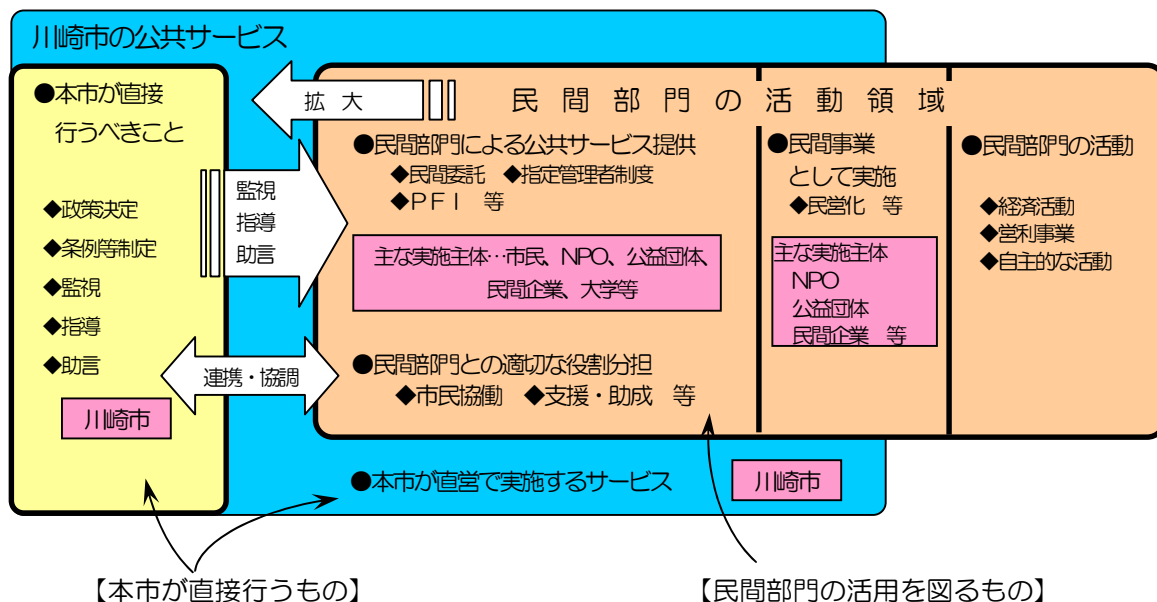 川崎市の公共サービス
●本市が直接
行うべきこと
◆政策決定
◆条例等制定
◆監視
◆指導
◆助言
川崎市
拡 大
監視
指導
助言
連携・協調
民 間 部 門 の 活 動 領 域
●民間部門による公共サービス提供
◆民間委託 ◆指定管理者制度
◆PFI 等
主な実施主体…市民、NPO、公益団体、
民間企業、大学等
●民間部門との適切な役割分担
◆市民協働 ◆支援・助成 等
●民間事業
として実施
◆民営化 等
主な実施主体
NPO
公益団体
民間企業 等
●民間部門の活動
◆経済活動
◆営利事業
◆自主的な活動
●本市が直営で実施するサービス
川崎市
【本市が直接行うもの】
【民間部門の活用を図るもの】